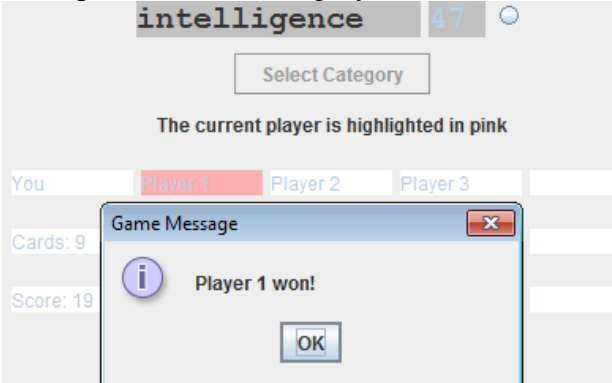 intelligence 47
Select Category
The current player is highlighted in pink
You Player 1 Player 2 Player 3
Game Message
Cards: 9
Player 1 won!
Score: 19
OK